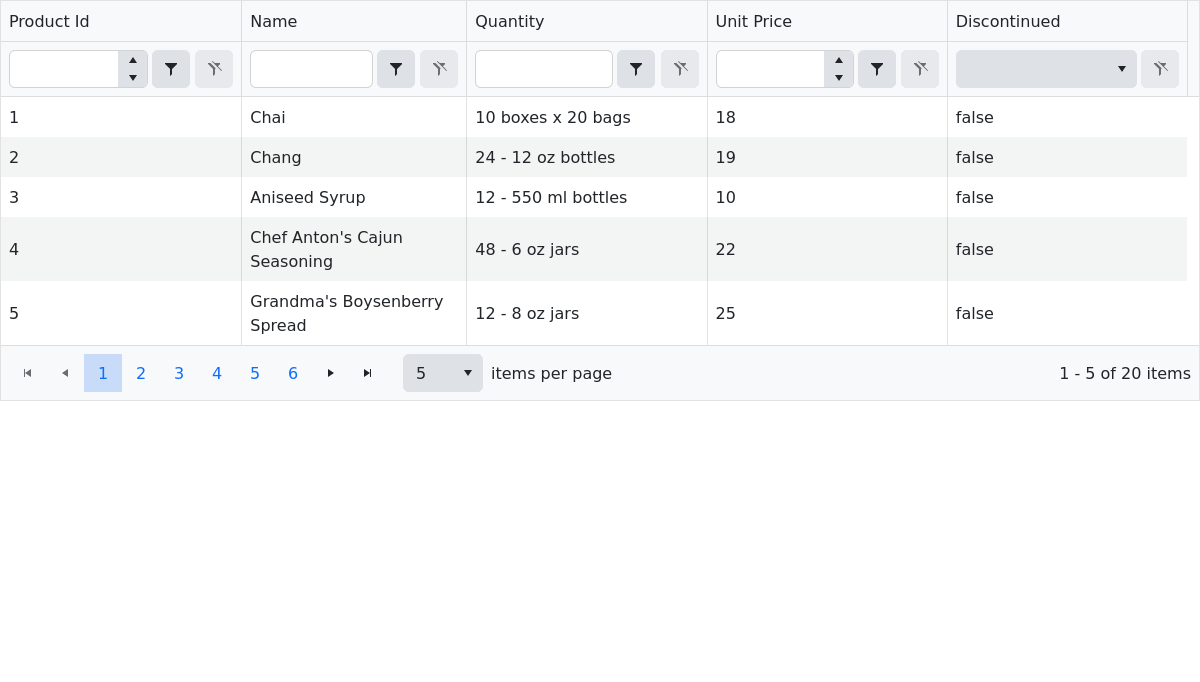 Product Id Name Quantity Unit Price Discontinued
1 Chai 10 boxes x 20 bags 18 false
2 Chang 24 - 12 oz bottles 19 false
3 Aniseed Syrup 12 - 550 ml bottles 10 false
4 Chef Anton's Cajun Seasoning 48 - 6 oz jars 22 false
5 Grandma's Boysenberry Spread 12 - 8 oz jars 25 false
1 2 3 4 5 6 5 items per page 1 - 5 of 20 items